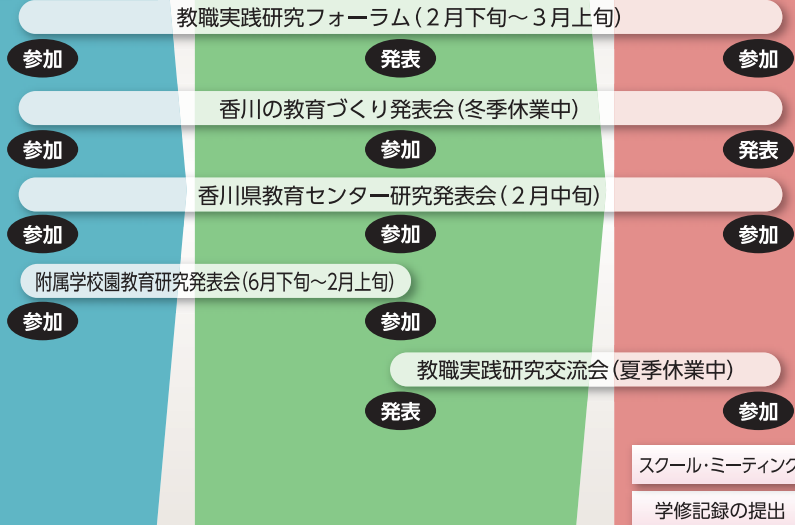 教職実践研究フォーラム（２月下旬～３月上旬）
参加 発表 参加
香川の教育づくり発表会（冬季休業中）
参加 参加 発表
香川県教育センター研究発表会（２月中旬）
参加 参加 参加
附属学校園教育研究発表会（6月下旬～2月上旬）
参加 参加
教職実践研究交流会（夏季休業中）
発表 参加
スクール・ミーティング
学修記録の提出